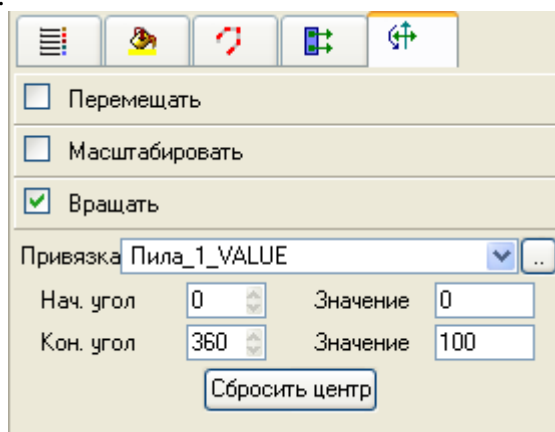 Перемещать
Масштабировать
Вращать
Привязка Пила_1_VALUE ..
Нач. угол 0 Значение 0
Кон. угол 360 Значение 100
Сбросить центр